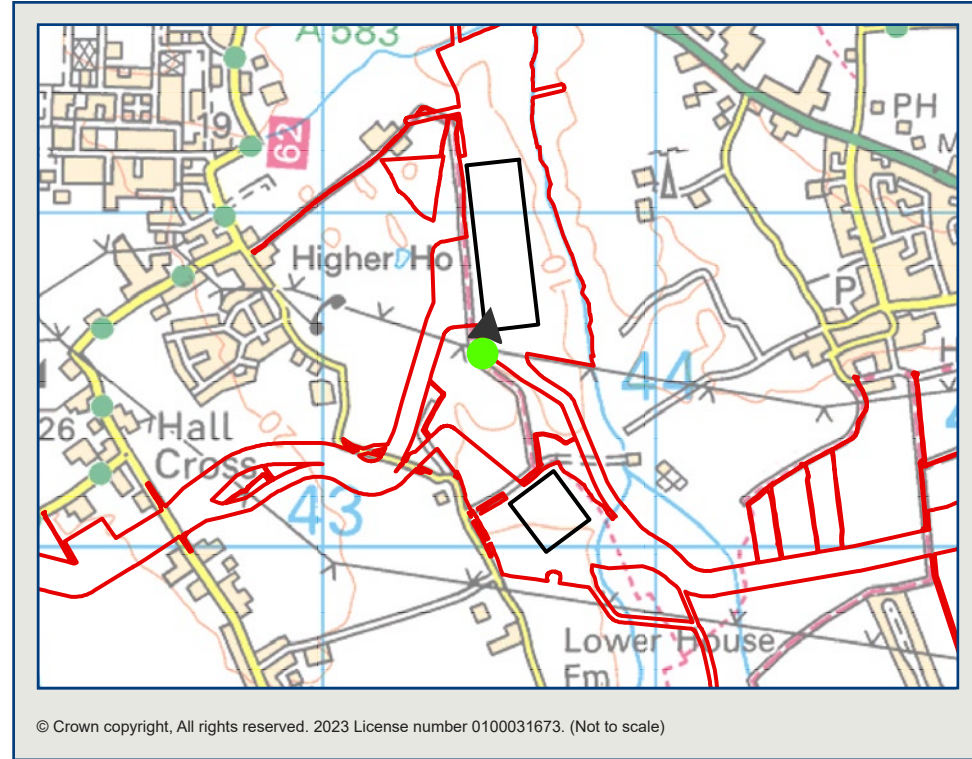 A 583
19
62
PH
Higher Ho
P
44
26
Hall
Cross
43
Lower House
Fm
© Crown copyright, All rights reserved. 2023 License number 0100031673. (Not to scale)